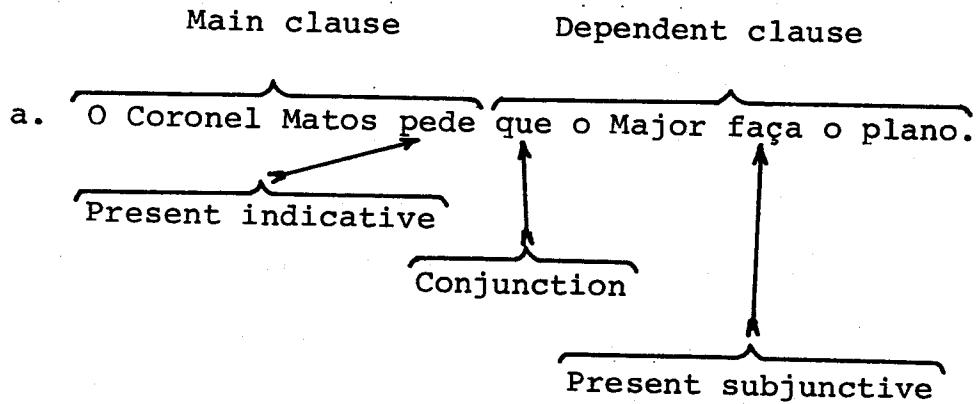 Main clause Dependent clause
a. O Coronel Matos pede que o Major faça o plano.
Present indicative
Conjunction
Present subjunctive